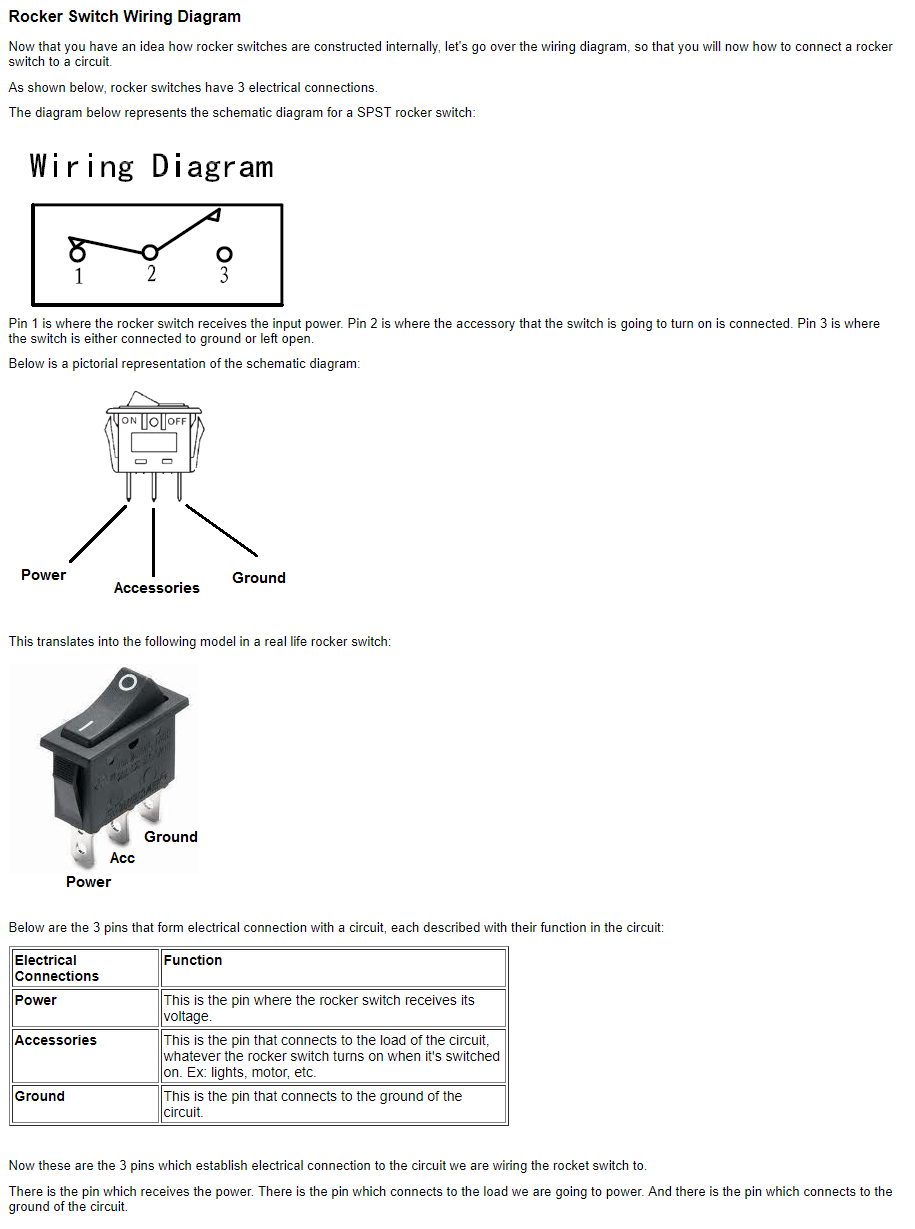 Rocker Switch Wiring Diagram
Now that you have an idea how rocker switches are constructed internally, let's go over the wiring diagram, so that you will now how to connect a rocker
switch to a circuit.
As shown below, rocker switches have 3 electrical connections.
The diagram below represents the schematic diagram for a SPST rocker switch:
Wiring Diagram
1 2 3
Pin 1 is where the rocker switch receives the input power. Pin 2 is where the accessory that the switch is going to turn on is connected. Pin 3 is where
the switch is either connected to ground or left open.
Below is a pictorial representation of the schematic diagram:
ON OFF
Power
Accessories
Ground
This translates into the following model in a real life rocker switch:
Ground
Acc
Power
Below are the 3 pins that form electrical connection with a circuit, each described with their function in the circuit:
Electrical
Connections
Function
Power
This is the pin where the rocker switch receives its
voltage.
Accessories
This is the pin that connects to the load of the circuit,
whatever the rocker switch turns on when it's switched
on. Ex: lights, motor, etc.
Ground
This is the pin that connects to the ground of the
circuit.
Now these are the 3 pins which establish electrical connection to the circuit we are wiring the rocket switch to.
There is the pin which receives the power. There is the pin which connects to the load we are going to power. And there is the pin which connects to the
ground of the circuit.